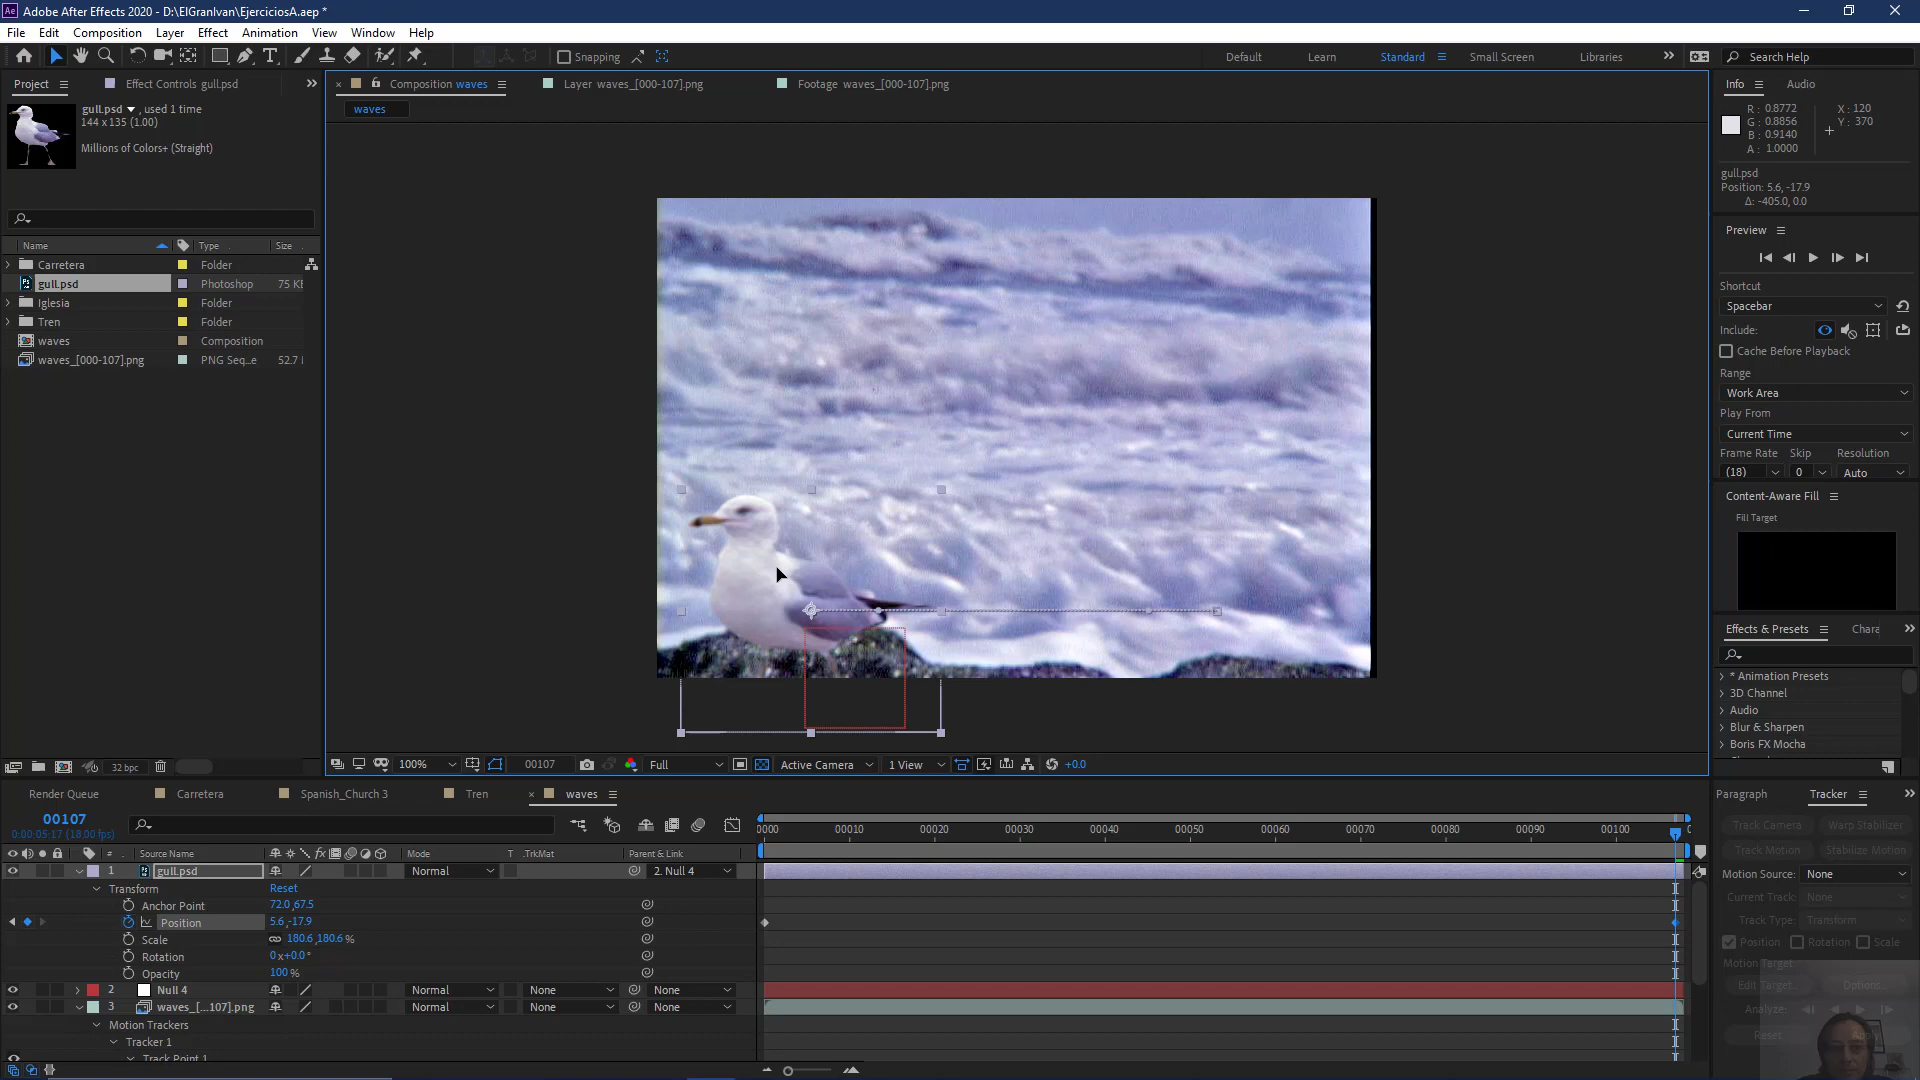 Adobe After Effects 2020 - D:\ElGranIvan\EjerciciosA.aep *
File Edit Composition Layer Effect Animation View Window Help
Snapping
Default Learn Standard Small Screen Libraries
Search Help
Project
Effect Controls gull.psd
Composition waves
Layer waves_[000-107].png
Footage waves_[000-107].png
waves
gull.psd , used 1 time
144 x 135 (1.00)
Millions of Colors+ (Straight)
Name Type Size
Carretera Folder
gull.psd Photoshop 75 KB
Iglesia Folder
Tren Folder
waves Composition
waves_[000-107].png PNG Seq...e 52.7
32 bpc
100% 00107 Full Active Camera 1 View +0.0
Info Audio
R : 0.8772
G : 0.8856
B : 0.9140
A : 1.0000
X : 120
Y : 370
gull.psd
Position: 5.6, -17.9
Δ: -405.0, 0.0
Preview
Shortcut
Spacebar
Include:
Cache Before Playback
Range
Work Area
Play From
Current Time
Frame Rate Skip Resolution
(18) 0 Auto
Content-Aware Fill
Fill Target
Effects & Presets Chara
* Animation Presets
3D Channel
Audio
Blur & Sharpen
Boris FX Mocha
Paragraph Tracker
Track Camera Warp Stabilizer
Track Motion Stabilize Motion
Motion Source: None
Current Track: None
Track Type: Transform
Position Rotation Scale
Motion Target:
Edit Target... Options...
Analyze:
Reset
Render Queue Carretera Spanish_Church 3 Tren waves
00107
0:00:05:17 (18.00 fps)
0000 00010 00020 00030 00040 00050 00060 00070 00080 00090 00100
# Source Name Mode T .TrkMat Parent & Link
1 gull.psd Normal 2. Null 4
Transform Reset
Anchor Point 72.0,67.5
Position 5.6,-17.9
Scale 180.6,180.6 %
Rotation 0x+0.0°
Opacity 100 %
2 Null 4 Normal None None
3 waves_[...107].png Normal None None
Motion Trackers
Tracker 1
Track Point 1